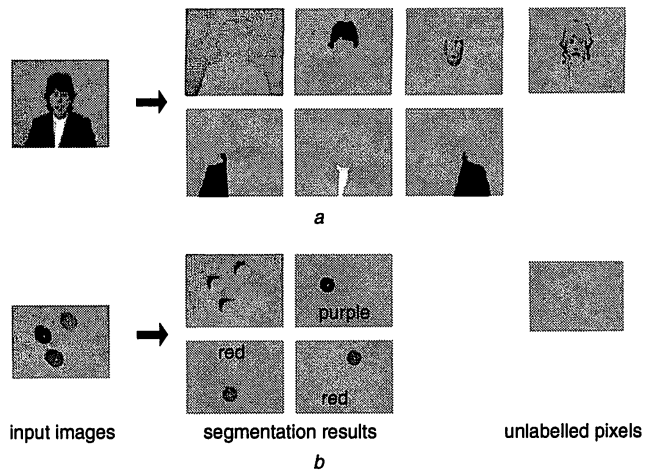 a
purple
red
red
input images
segmentation results
unlabelled pixels
b